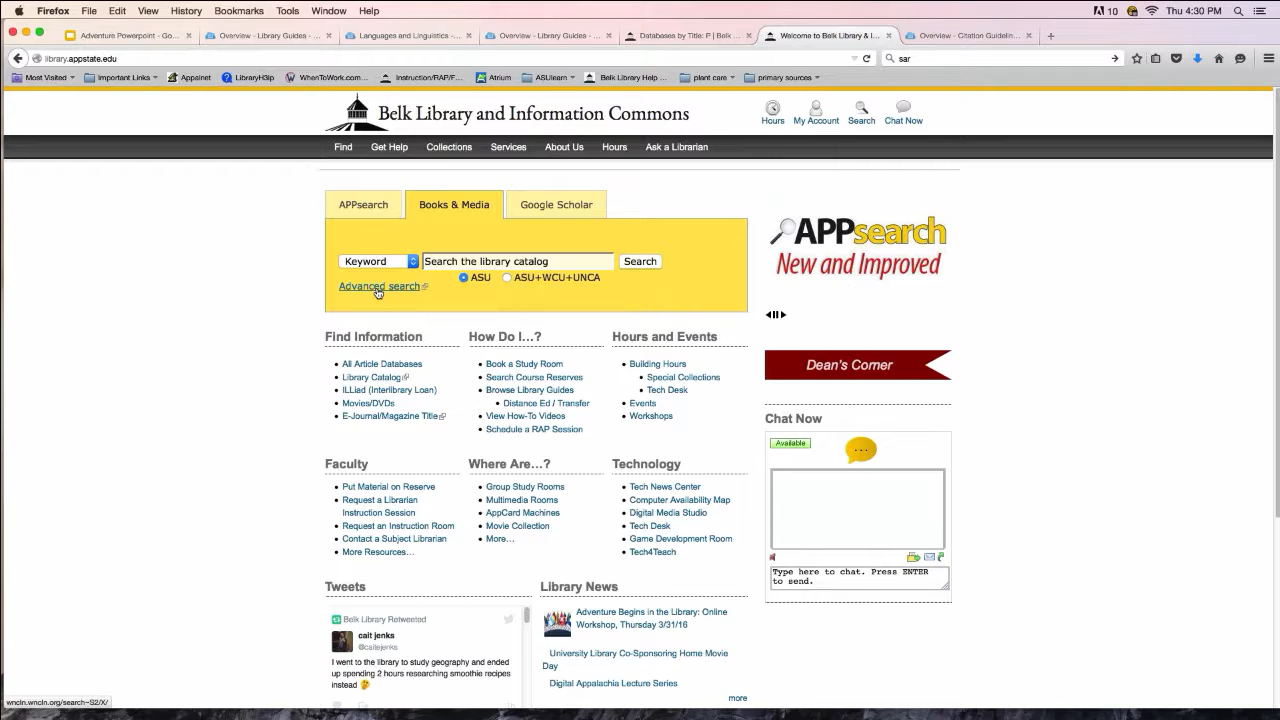 Firefox File Edit View History Bookmarks Tools Window Help
10 Thu 4:30 PM
Adventure Powerpoint - Go...
Overview - Library Guides - ...
Languages and Linguistics - ...
Overview - Library Guides - ...
Databases by Title: P | Belk ...
Welcome to Belk Library & I...
Overview - Citation Guidelin...
library.appstate.edu
sar
Most Visited
Important Links
Appalnet
LibraryH3lp
WhenToWork.com...
Instruction/RAP/F...
Atrium
ASUlearn
Belk Library Help ...
plant care
primary sources
Belk Library and Information Commons
Hours
My Account
Search
Chat Now
Find Get Help Collections Services About Us Hours Ask a Librarian
APPsearch
Books & Media
Google Scholar
Keyword
Search the library catalog
Search
ASU ASU+WCU+UNCA
Advanced search
APPsearch
New and Improved
Find Information
All Article Databases
Library Catalog
ILLiad (Interlibrary Loan)
Movies/DVDs
E-Journal/Magazine Title
How Do I...?
Book a Study Room
Search Course Reserves
Browse Library Guides
Distance Ed / Transfer
View How-To Videos
Schedule a RAP Session
Hours and Events
Building Hours
Special Collections
Tech Desk
Events
Workshops
Dean's Corner
Chat Now
Available
Type here to chat. Press ENTER
to send.
Faculty
Put Material on Reserve
Request a Librarian
Instruction Session
Request an Instruction Room
Contact a Subject Librarian
More Resources...
Where Are...?
Group Study Rooms
Multimedia Rooms
AppCard Machines
Movie Collection
More...
Technology
Tech News Center
Computer Availability Map
Digital Media Studio
Tech Desk
Game Development Room
Tech4Teach
Tweets
Belk Library Retweeted
cait jenks
@caitejenks
I went to the library to study geography and ended
up spending 2 hours researching smoothie recipes
instead 🤔
Library News
Adventure Begins in the Library: Online
Workshop, Thursday 3/31/16
University Library Co-Sponsoring Home Movie
Day
Digital Appalachia Lecture Series
more
wncln.wncln.org/search~S2/X/